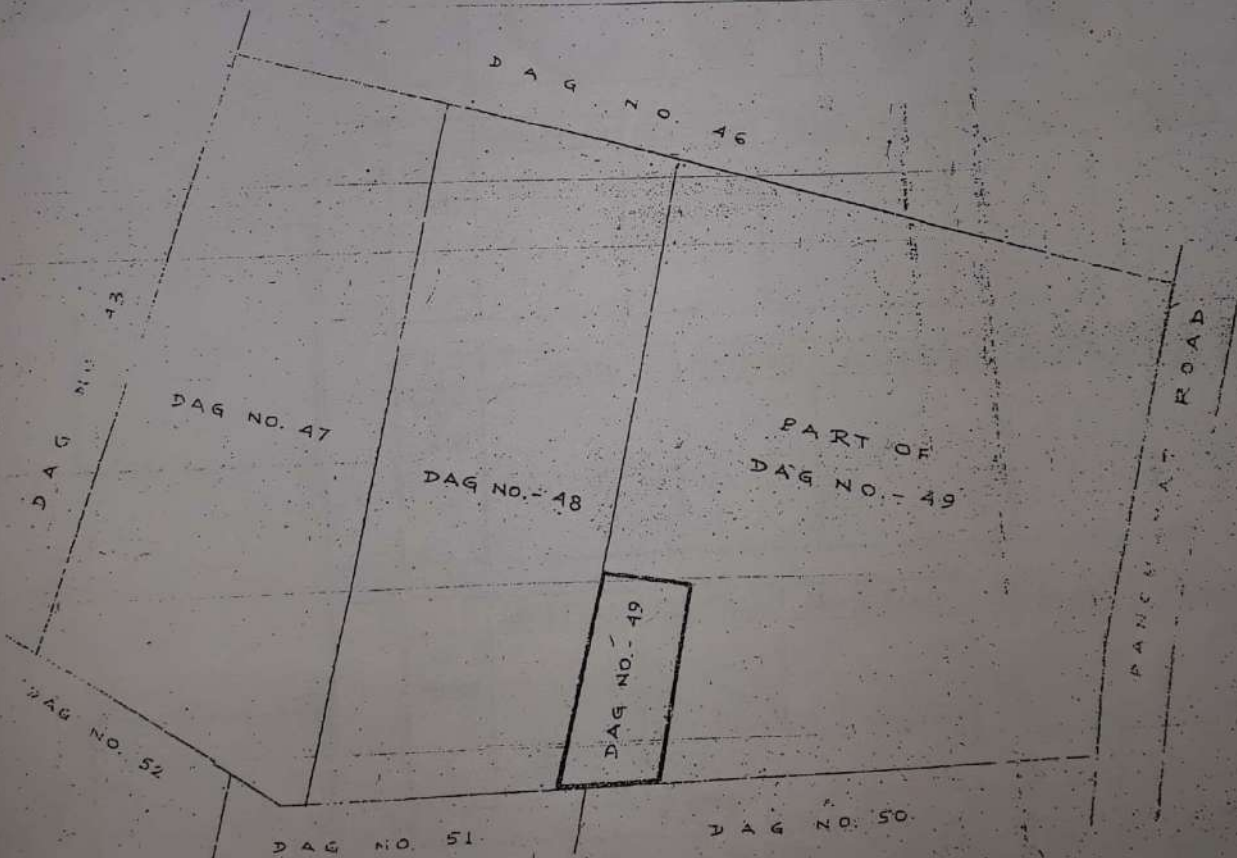 DAG NO. 46
DAG NO 43
DAG NO. 47
DAG NO.- 48
PART OF
DAG NO.- 49
PANCHAYAT ROAD
DAG NO.- 49
DAG NO. 52
DAG NO. 51.
DAG NO. 50.